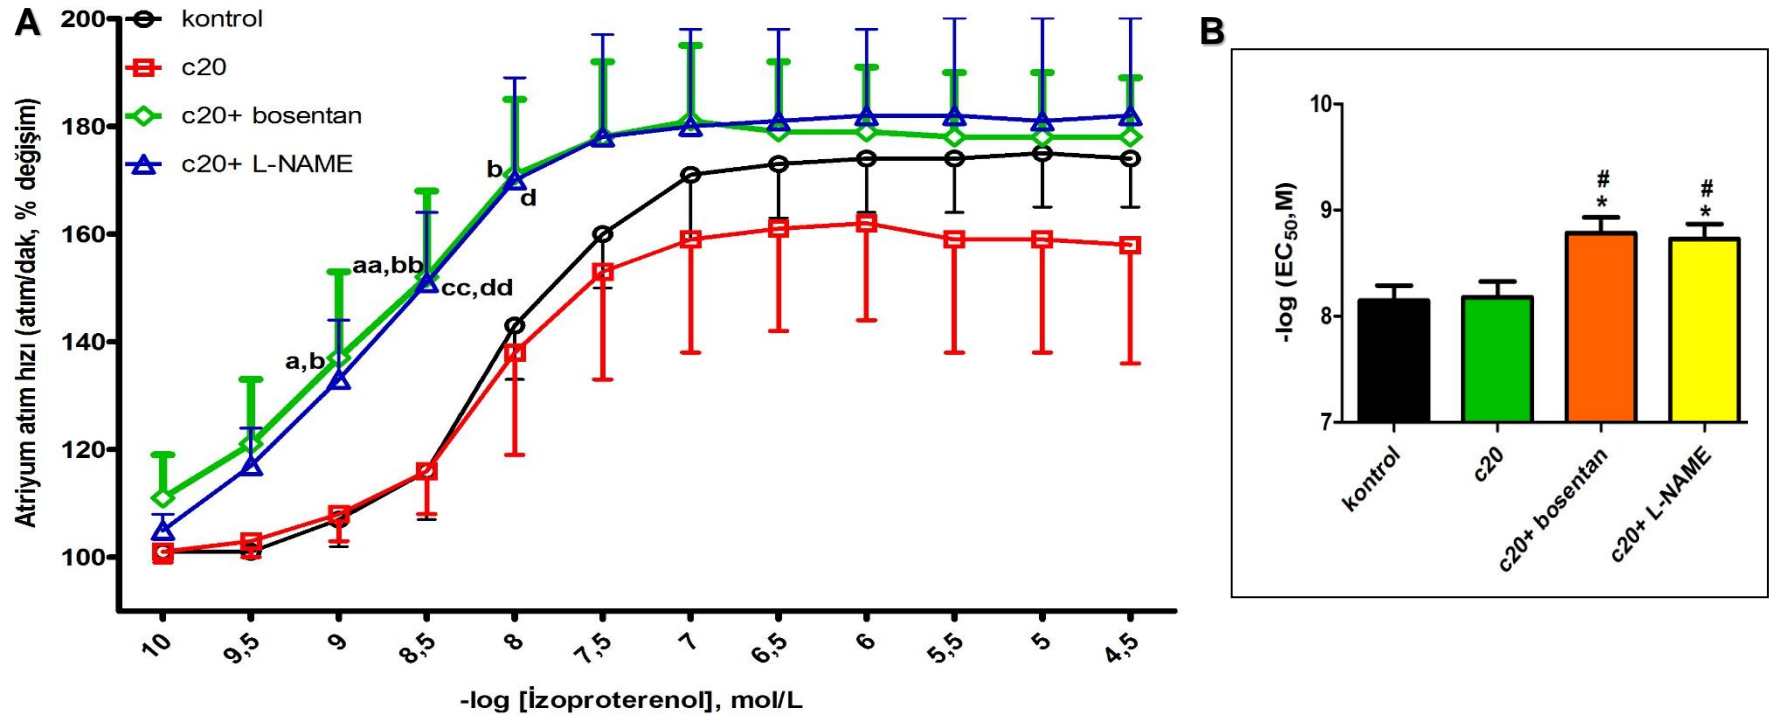 A
200
180
160
140
120
100
Atriyum atım hızı (atım/dak, % değişim)
kontrol
c20
c20+ bosentan
c20+ L-NAME
a,b
aa,bb
cc,dd
b
d
10
9,5
9
8,5
8
7,5
7
6,5
6
5,5
5
4,5
-log [İzoproterenol], mol/L
B
10
9
8
7
-log (EC50,M)
#
*
#
*
kontrol
c20
c20+ bosentan
c20+ L-NAME